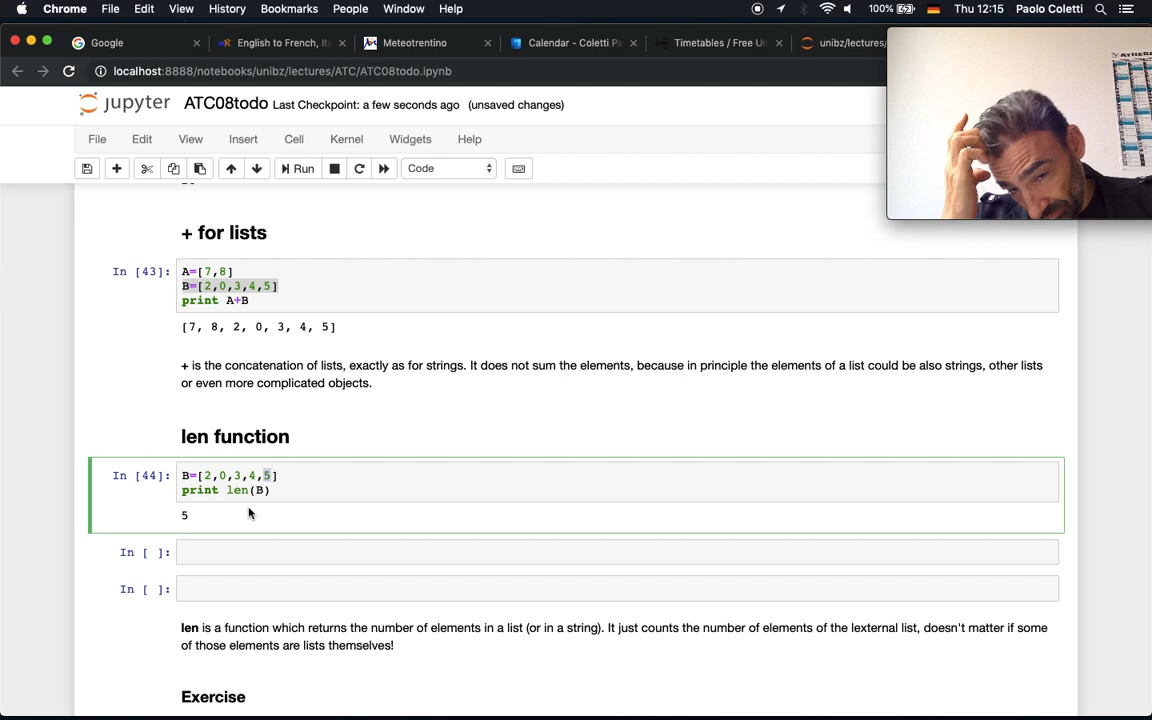 Chrome File Edit View History Bookmarks People Window Help 100% Thu 12:15 Paolo Coletti
Google English to French, Ita Meteotrentino Calendar - Coletti Pa Timetables / Free Un unibz/lectures/
localhost:8888/notebooks/unibz/lectures/ATC/ATC08todo.ipynb
jupyter ATC08todo Last Checkpoint: a few seconds ago (unsaved changes)
File Edit View Insert Cell Kernel Widgets Help
Run Code
+ for lists
In [43]: A=[7,8]
B=[2,0,3,4,5]
print A+B
[7, 8, 2, 0, 3, 4, 5]
+ is the concatenation of lists, exactly as for strings. It does not sum the elements, because in principle the elements of a list could be also strings, other lists
or even more complicated objects.
len function
In [44]: B=[2,0,3,4,5]
print len(B)
5
In [ ]:
In [ ]:
len is a function which returns the number of elements in a list (or in a string). It just counts the number of elements of the lexternal list, doesn't matter if some
of those elements are lists themselves!
Exercise